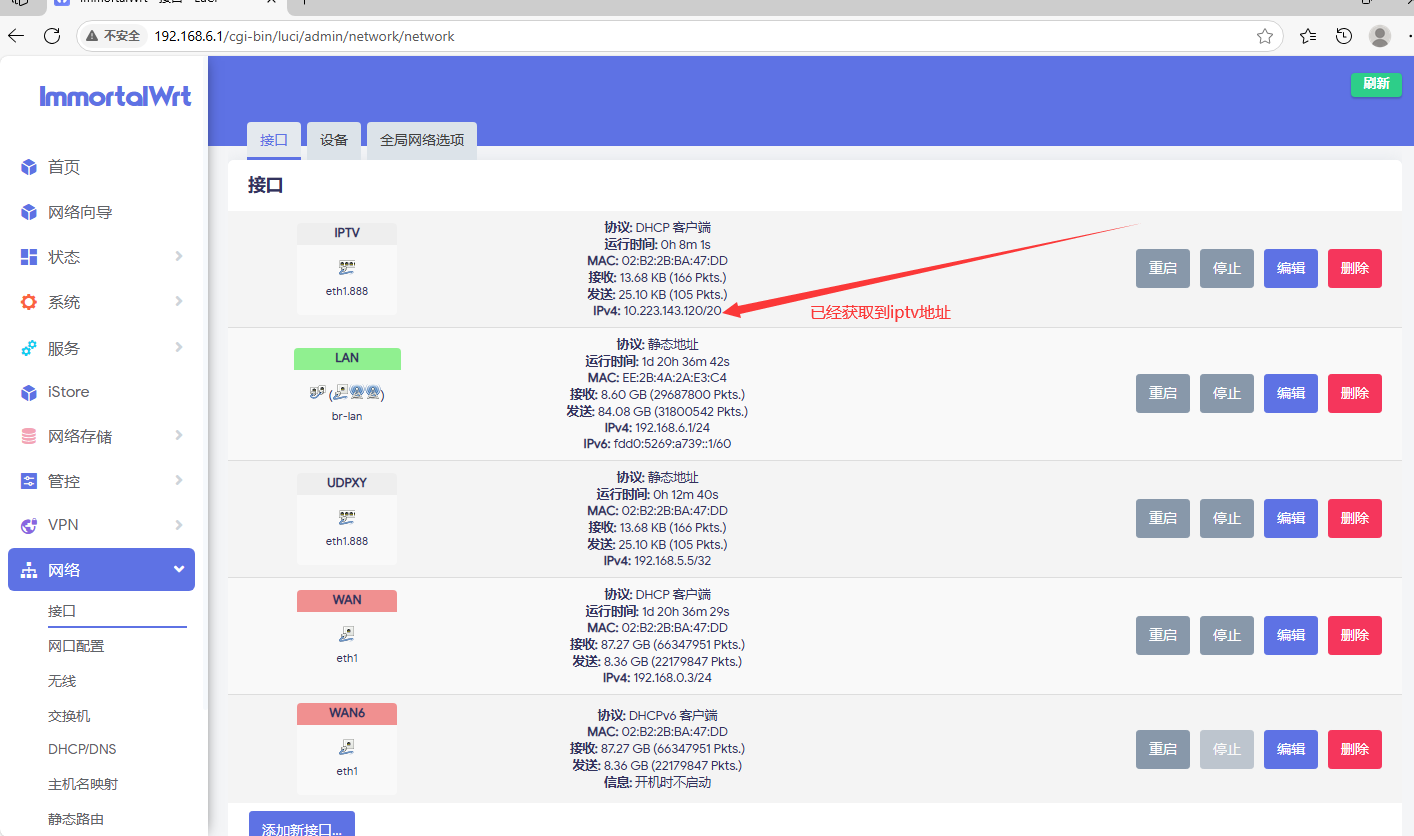 不安全
192.168.6.1/cgi-bin/luci/admin/network/network
ImmortalWrt
刷新
接口
设备
全局网络选项
首页
网络向导
状态
系统
服务
iStore
网络存储
管控
VPN
网络
接口
网口配置
无线
交换机
DHCP/DNS
主机名映射
静态路由
接口
IPTV
eth1.888
协议: DHCP 客户端
运行时间: 0h 8m 1s
MAC: 02:B2:2B:BA:47:DD
接收: 13.68 KB (166 Pkts.)
发送: 25.10 KB (105 Pkts.)
IPv4: 10.223.143.120/20
已经获取到iptv地址
重启
停止
编辑
删除
LAN
br-lan
协议: 静态地址
运行时间: 1d 20h 36m 42s
MAC: EE:2B:4A:2A:E3:C4
接收: 8.60 GB (29687800 Pkts.)
发送: 84.08 GB (31800542 Pkts.)
IPv4: 192.168.6.1/24
IPv6: fdd0:5269:a739::1/60
重启
停止
编辑
删除
UDPXY
eth1.888
协议: 静态地址
运行时间: 0h 12m 40s
MAC: 02:B2:2B:BA:47:DD
接收: 13.68 KB (166 Pkts.)
发送: 25.10 KB (105 Pkts.)
IPv4: 192.168.5.5/32
重启
停止
编辑
删除
WAN
eth1
协议: DHCP 客户端
运行时间: 1d 20h 36m 29s
MAC: 02:B2:2B:BA:47:DD
接收: 87.27 GB (66347951 Pkts.)
发送: 8.36 GB (22179847 Pkts.)
IPv4: 192.168.0.3/24
重启
停止
编辑
删除
WAN6
eth1
协议: DHCPv6 客户端
MAC: 02:B2:2B:BA:47:DD
接收: 87.27 GB (66347951 Pkts.)
发送: 8.36 GB (22179847 Pkts.)
信息: 开机时不启动
重启
停止
编辑
删除
添加新接口...